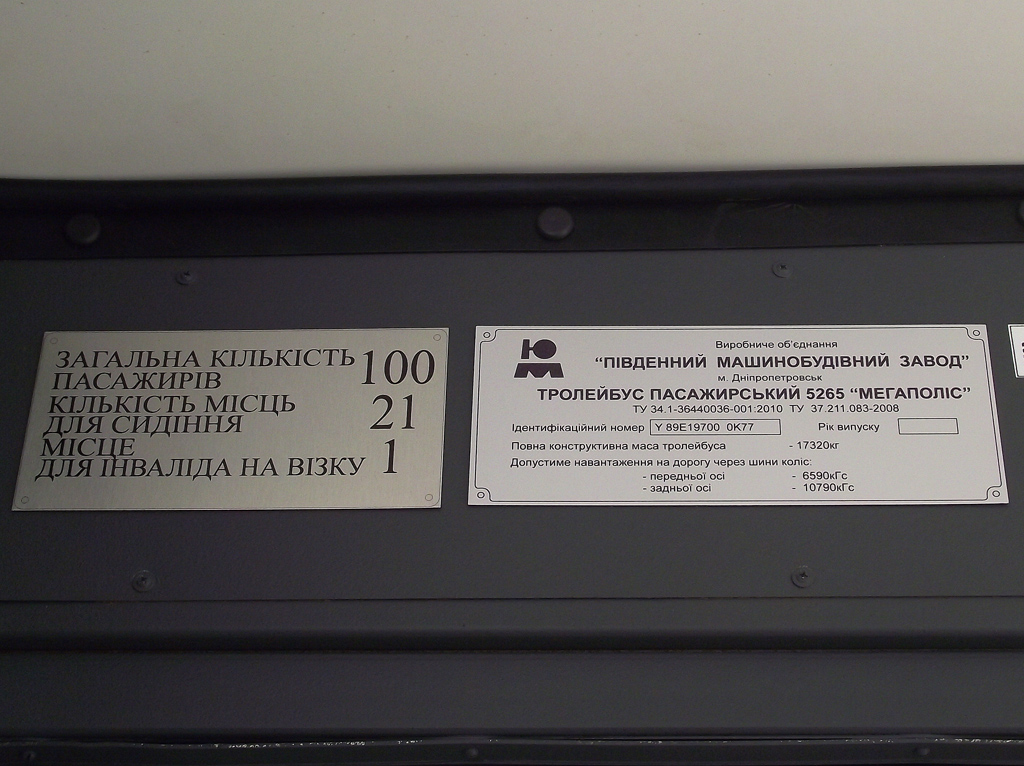 ЗАГАЛЬНА КІЛЬКІСТЬ
ПАСАЖИРІВ 100
КІЛЬКІСТЬ МІСЦЬ
ДЛЯ СИДІННЯ 21
МІСЦЕ
ДЛЯ ІНВАЛІДА НА ВІЗКУ 1
ЮМ
Виробниче об'єднання
“ПІВДЕННИЙ МАШИНОБУДІВНИЙ ЗАВОД”
м. Дніпропетровськ
ТРОЛЕЙБУС ПАСАЖИРСЬКИЙ 5265 “МЕГАПОЛІС”
ТУ 34.1-36440036-001:2010 ТУ 37.211.083-2008
Ідентифікаційний номер Y 89E19700 0K77 Рік випуску
Повна конструктивна маса тролейбуса - 17320кг
Допустиме навантаження на дорогу через шини коліс:
- передньої осі - 6590кГс
- задньої осі - 10790кГс